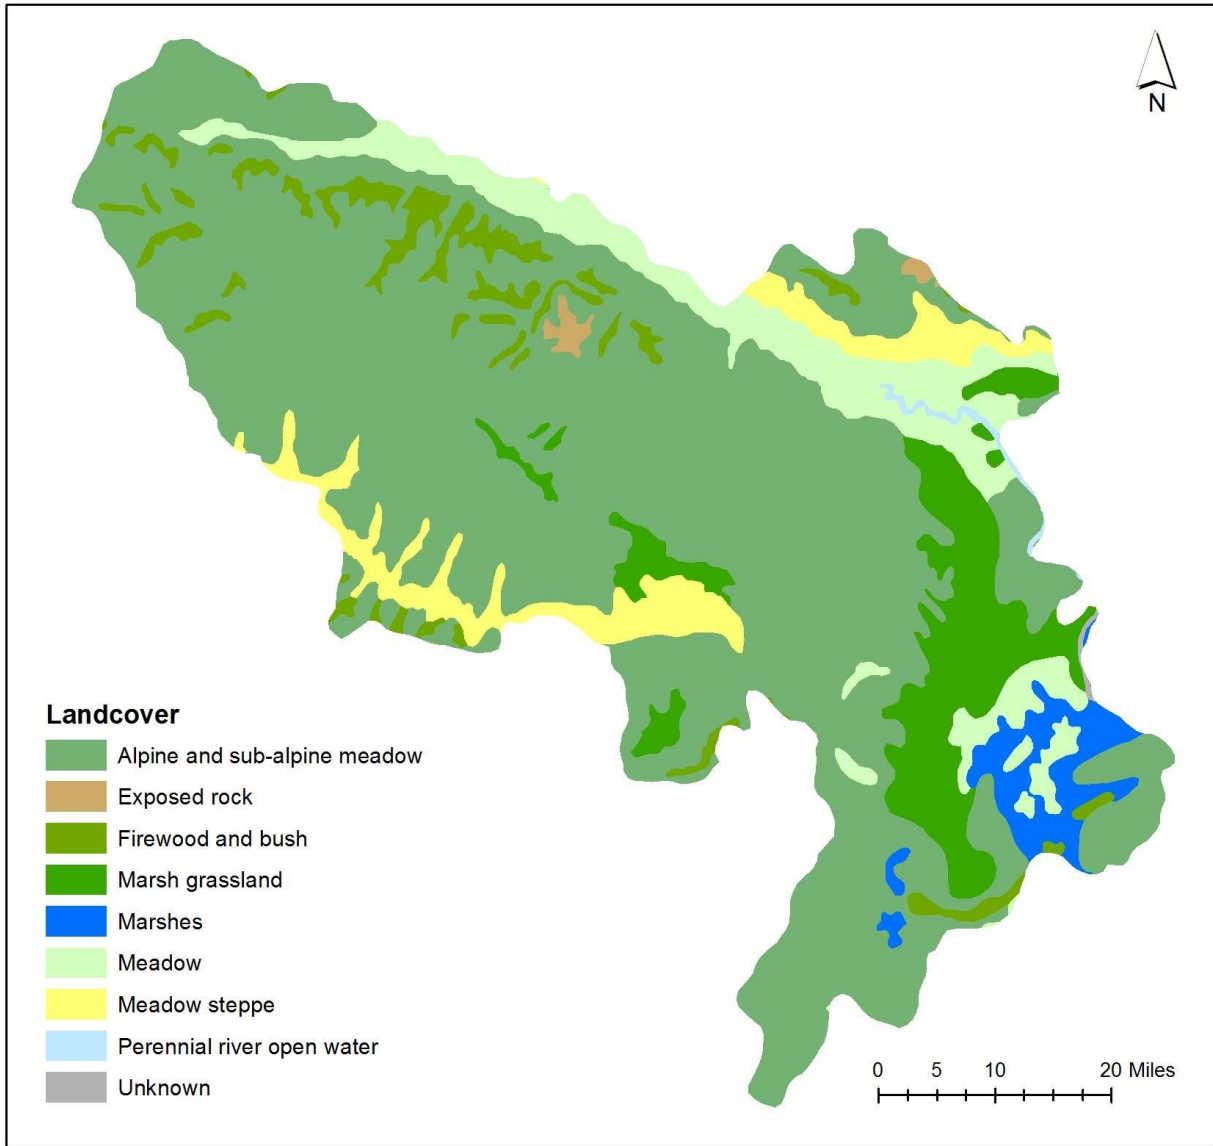 N
Landcover
Alpine and sub-alpine meadow
Exposed rock
Firewood and bush
Marsh grassland
Marshes
Meadow
Meadow steppe
Perennial river open water
Unknown
0 5 10 20 Miles